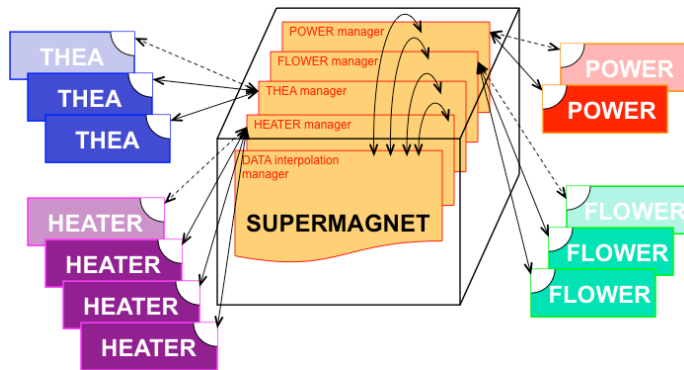 POWER manager
FLOWER manager
THEA manager
HEATER manager
DATA interpolation
manager
SUPERMAGNET
THEA
THEA
THEA
HEATER
HEATER
HEATER
HEATER
POWER
POWER
FLOWER
FLOWER
FLOWER